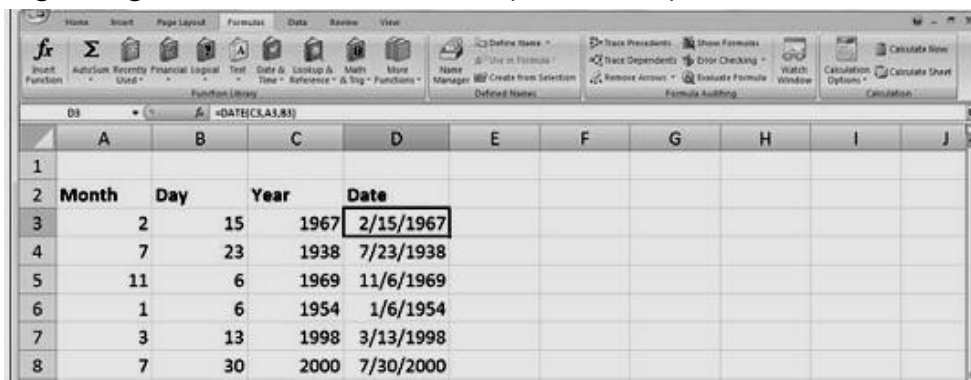 Home Insert Page Layout Formulas Data Review View
fx Σ A
Insert Function AutoSum Recently Used Financial Logical Text Date & Time Lookup & Reference Math & Trig More Functions Name Manager Define Name Use in Formula Create from Selection Trace Precedents Trace Dependents Remove Arrows Show Formulas Error Checking Evaluate Formula Watch Window Calculation Options Calculate Now Calculate Sheet
Function Library Defined Names Formula Auditing Calculation
D3 fx =DATE(C3,A3,B3)
A B C D E F G H I J
1
2 Month Day Year Date
3 2 15 1967 2/15/1967
4 7 23 1938 7/23/1938
5 11 6 1969 11/6/1969
6 1 6 1954 1/6/1954
7 3 13 1998 3/13/1998
8 7 30 2000 7/30/2000